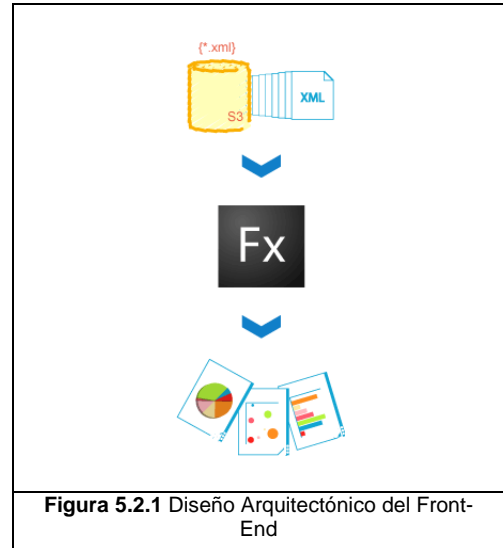 {*.xml}
S3
XML
Fx
Figura 5.2.1 Diseño Arquitectónico del Front-
End